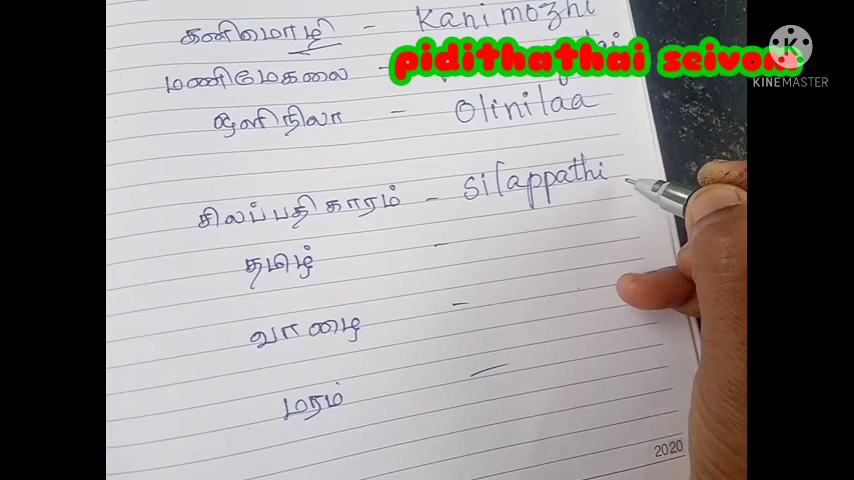 கனிமொழி - Kanimozhi
மணிமேகலை -
pidithathai seivom
KINEMASTER
ஒளிநிலா - Olinilaa
சிலப்பதிகாரம் - silappathi
தமிழ் -
வாழை -
மரம் -
2020